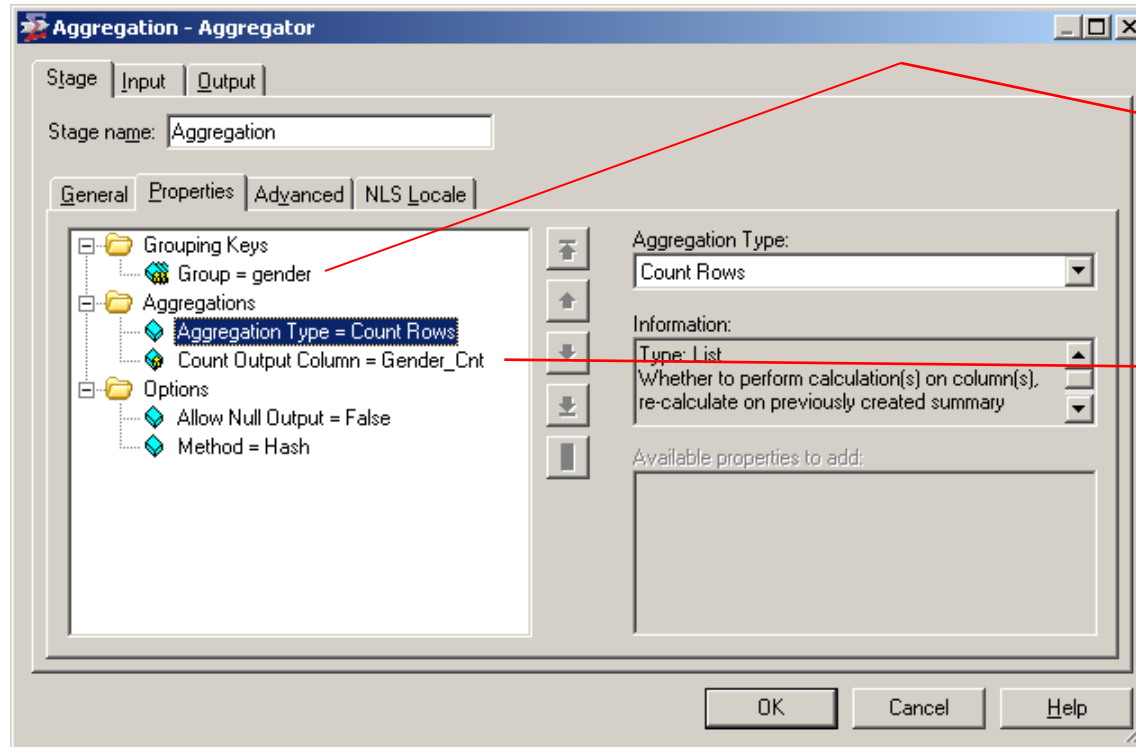 Aggregation - Aggregator
Stage Input Output
Stage name: Aggregation
General Properties Advanced NLS Locale
Grouping Keys
Group = gender
Aggregations
Aggregation Type = Count Rows
Count Output Column = Gender_Cnt
Options
Allow Null Output = False
Method = Hash
Aggregation Type:
Count Rows
Information:
Type: List
Whether to perform calculation(s) on column(s),
re-calculate on previously created summary
Available properties to add:
OK Cancel Help